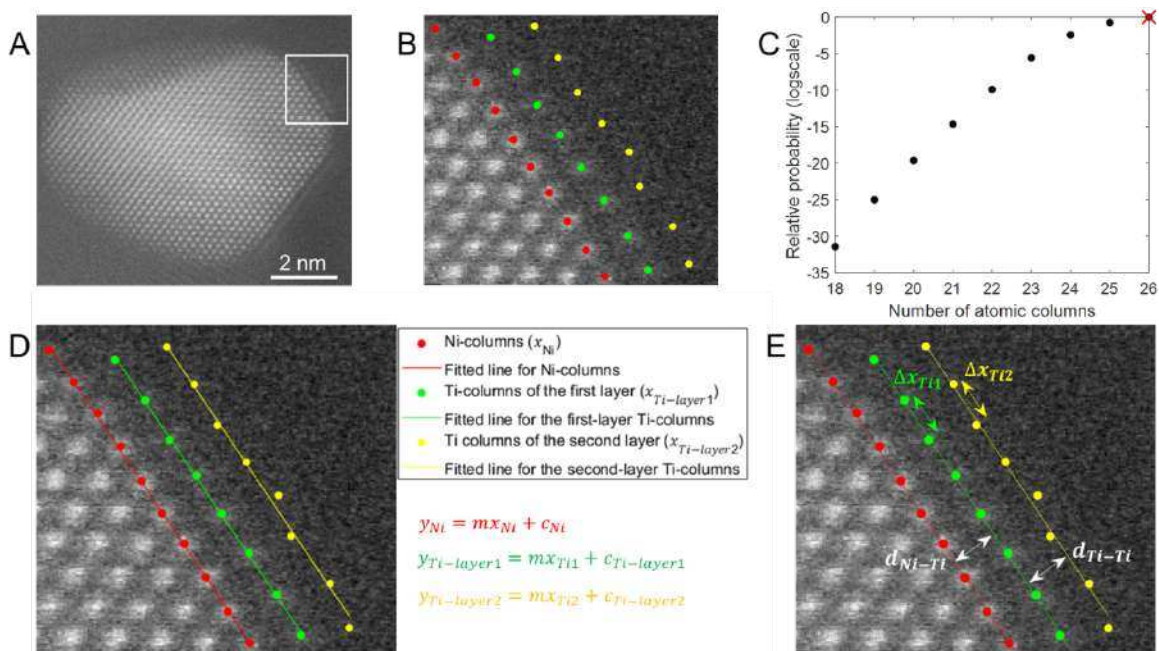 A
2 nm
B
C
Relative probability (logscale)
0
-5
-10
-15
-20
-25
-30
-35
18 19 20 21 22 23 24 25 26
Number of atomic columns
D
Ni-columns (x_Ni)
Fitted line for Ni-columns
Ti-columns of the first layer (x_Ti-layer1)
Fitted line for the first-layer Ti-columns
Ti columns of the second layer (x_Ti-layer2)
Fitted line for the second-layer Ti-columns
y_Ni = mx_Ni + c_Ni
y_Ti-layer1 = mx_Ti1 + c_Ti-layer1
y_Ti-layer2 = mx_Ti2 + c_Ti-layer2
E
Δx_Ti1
Δx_Ti2
d_Ni-Ti
d_Ti-Ti